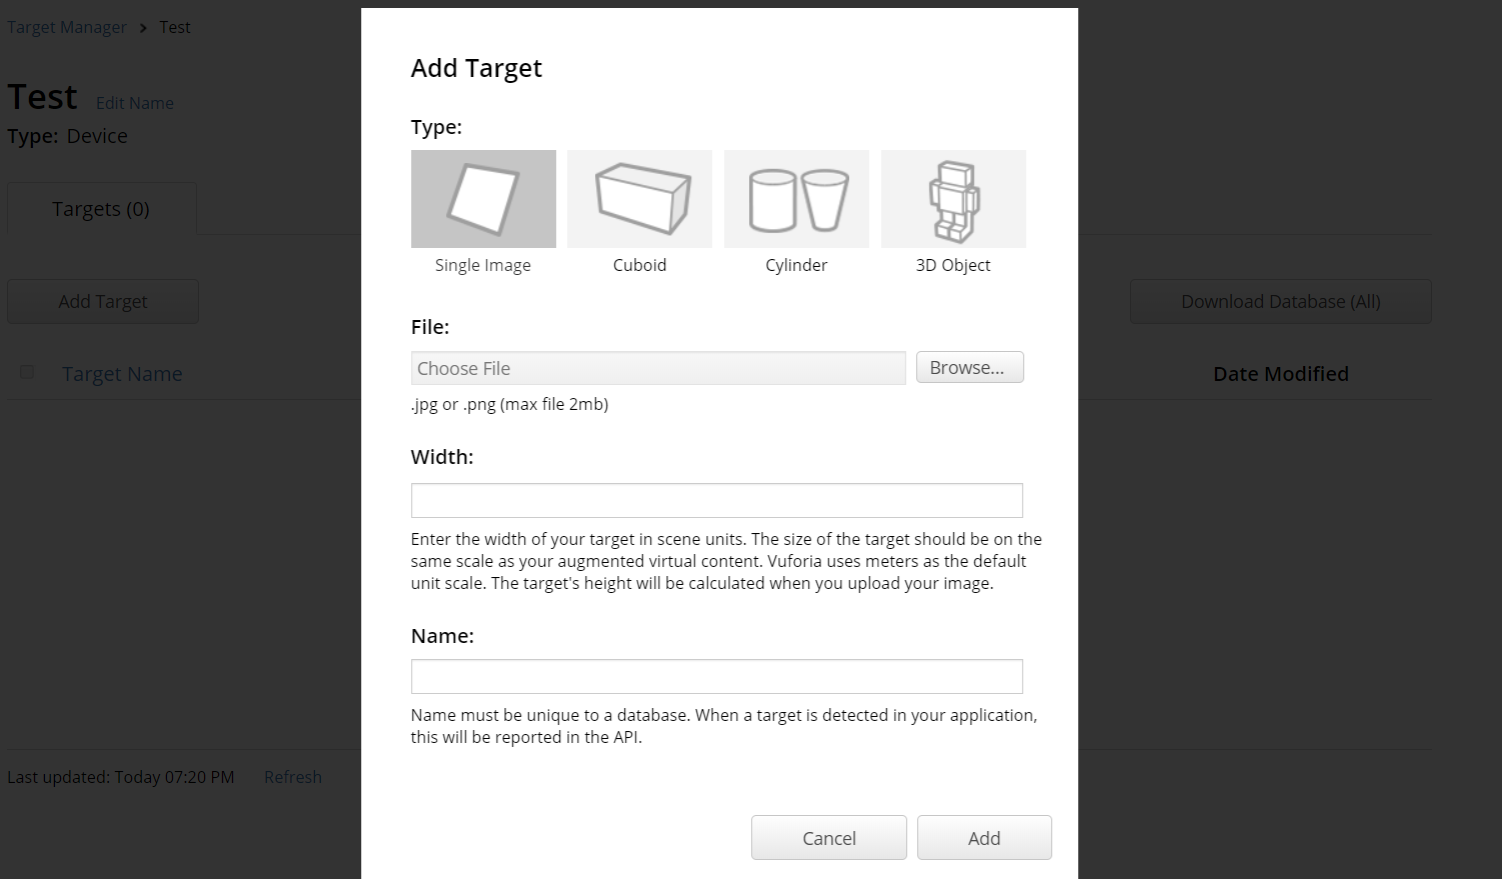 Target Manager > Test
Test Edit Name
Type: Device
Targets (0)
Add Target
Download Database (All)
Target Name
Date Modified
Last updated: Today 07:20 PM Refresh
Add Target
Type:
Single Image
Cuboid
Cylinder
3D Object
File:
Choose File
Browse...
.jpg or .png (max file 2mb)
Width:
Enter the width of your target in scene units. The size of the target should be on the
same scale as your augmented virtual content. Vuforia uses meters as the default
unit scale. The target's height will be calculated when you upload your image.
Name:
Name must be unique to a database. When a target is detected in your application,
this will be reported in the API.
Cancel
Add